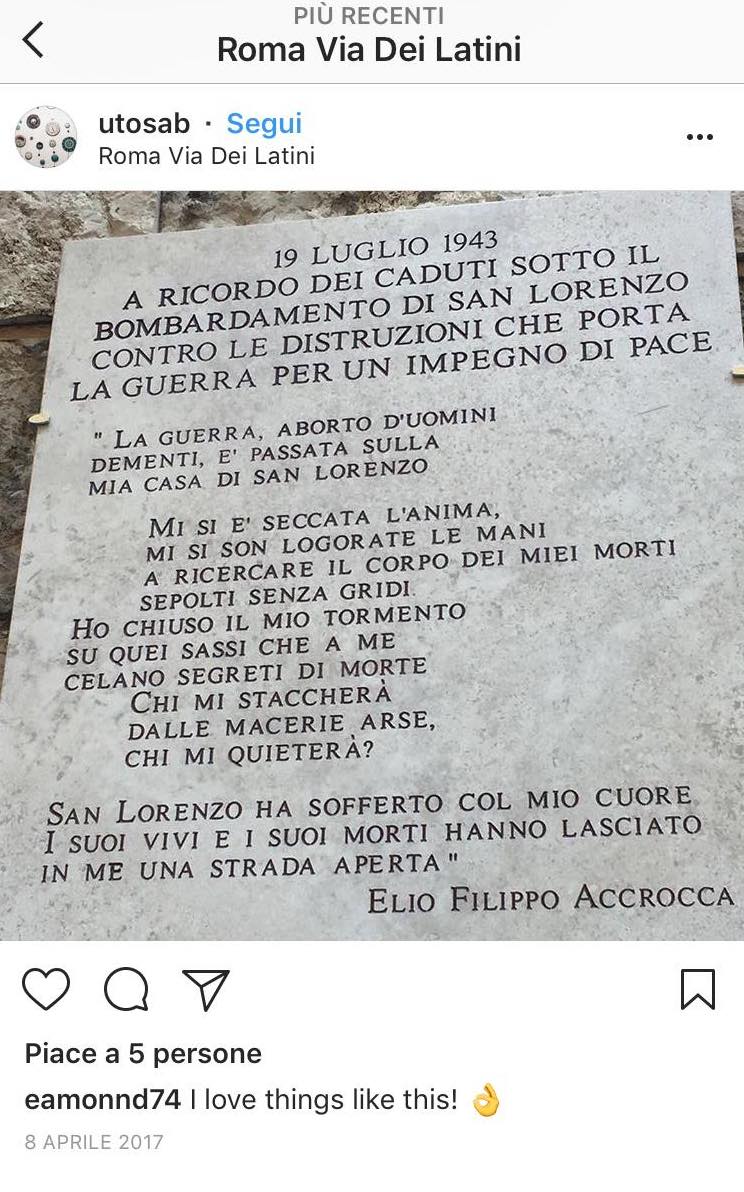 PIÙ RECENTI
Roma Via Dei Latini
utosab · Segui
Roma Via Dei Latini
19 LUGLIO 1943
A RICORDO DEI CADUTI SOTTO IL
BOMBARDAMENTO DI SAN LORENZO
CONTRO LE DISTRUZIONI CHE PORTA
LA GUERRA PER UN IMPEGNO DI PACE
" LA GUERRA, ABORTO D'UOMINI
DEMENTI, E' PASSATA SULLA
MIA CASA DI SAN LORENZO
MI SI E' SECCATA L'ANIMA,
MI SI SON LOGORATE LE MANI
A RICERCARE IL CORPO DEI MIEI MORTI
SEPOLTI SENZA GRIDI.
HO CHIUSO IL MIO TORMENTO
SU QUEI SASSI CHE A ME
CELANO SEGRETI DI MORTE
CHI MI STACCHERÀ
DALLE MACERIE ARSE,
CHI MI QUIETERÀ?
SAN LORENZO HA SOFFERTO COL MIO CUORE
I SUOI VIVI E I SUOI MORTI HANNO LASCIATO
IN ME UNA STRADA APERTA"
ELIO FILIPPO ACCROCCA
Piace a 5 persone
eamonnd74 I love things like this! 👌
8 APRILE 2017